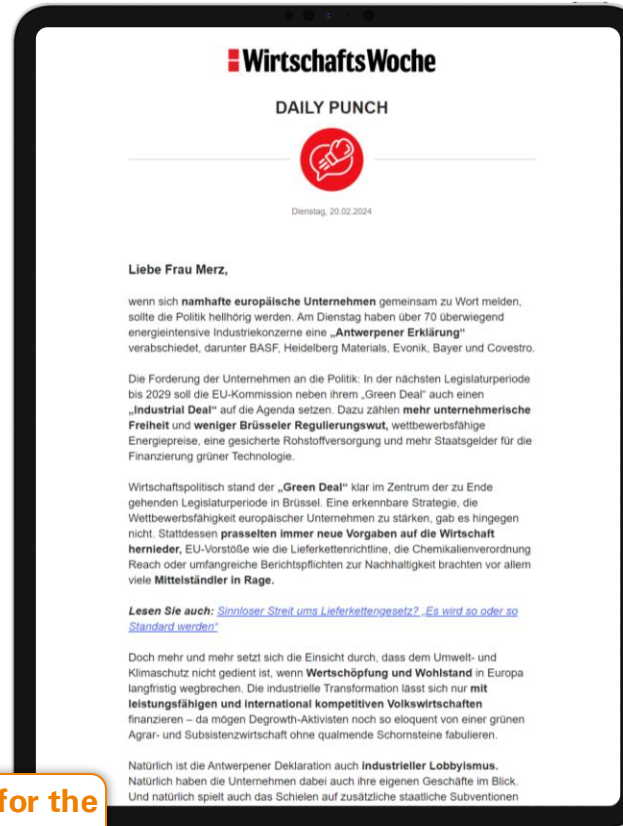 WirtschaftsWoche
DAILY PUNCH
Dienstag, 20.02.2024
Liebe Frau Merz,
wenn sich namhafte europäische Unternehmen gemeinsam zu Wort melden,
sollte die Politik hellhörig werden. Am Dienstag haben über 70 überwiegend
energieintensive Industriekonzerne eine „Antwerpener Erklärung"
verabschiedet, darunter BASF, Heidelberg Materials, Evonik, Bayer und Covestro.
Die Forderung der Unternehmen an die Politik: In der nächsten Legislaturperiode
bis 2029 soll die EU-Kommission neben ihrem „Green Deal" auch einen
„Industrial Deal" auf die Agenda setzen. Dazu zählen mehr unternehmerische
Freiheit und weniger Brüsseler Regulierungswut, wettbewerbsfähige
Energiepreise, eine gesicherte Rohstoffversorgung und mehr Staatsgelder für die
Finanzierung grüner Technologie.
Wirtschaftspolitisch stand der „Green Deal" klar im Zentrum der zu Ende
gehenden Legislaturperiode in Brüssel. Eine erkennbare Strategie, die
Wettbewerbsfähigkeit europäischer Unternehmen zu stärken, gab es hingegen
nicht. Stattdessen prasselten immer neue Vorgaben auf die Wirtschaft
hernieder, EU-Vorstöße wie die Lieferkettenrichtlinie, die Chemikalienverordnung
Reach oder umfangreiche Berichtspflichten zur Nachhaltigkeit brachten vor allem
viele Mittelständler in Rage.
Lesen Sie auch: Sinnloser Streit ums Lieferkettengesetz? „Es wird so oder so
Standard werden"
Doch mehr und mehr setzt sich die Einsicht durch, dass dem Umwelt- und
Klimaschutz nicht gedient ist, wenn Wertschöpfung und Wohlstand in Europa
langfristig wegbrechen. Die industrielle Transformation lässt sich nur mit
leistungsfähigen und international kompetitiven Volkswirtschaften
finanzieren – da mögen Degrowth-Aktivisten noch so eloquent von einer grünen
Agrar- und Subsistenzwirtschaft ohne qualmende Schornsteine fabulieren.
Natürlich ist die Antwerpener Deklaration auch industrieller Lobbyismus.
Natürlich haben die Unternehmen dabei auch ihre eigenen Geschäfte im Blick.
Und natürlich spielt auch das Schielen auf zusätzliche staatliche Subventionen
for the